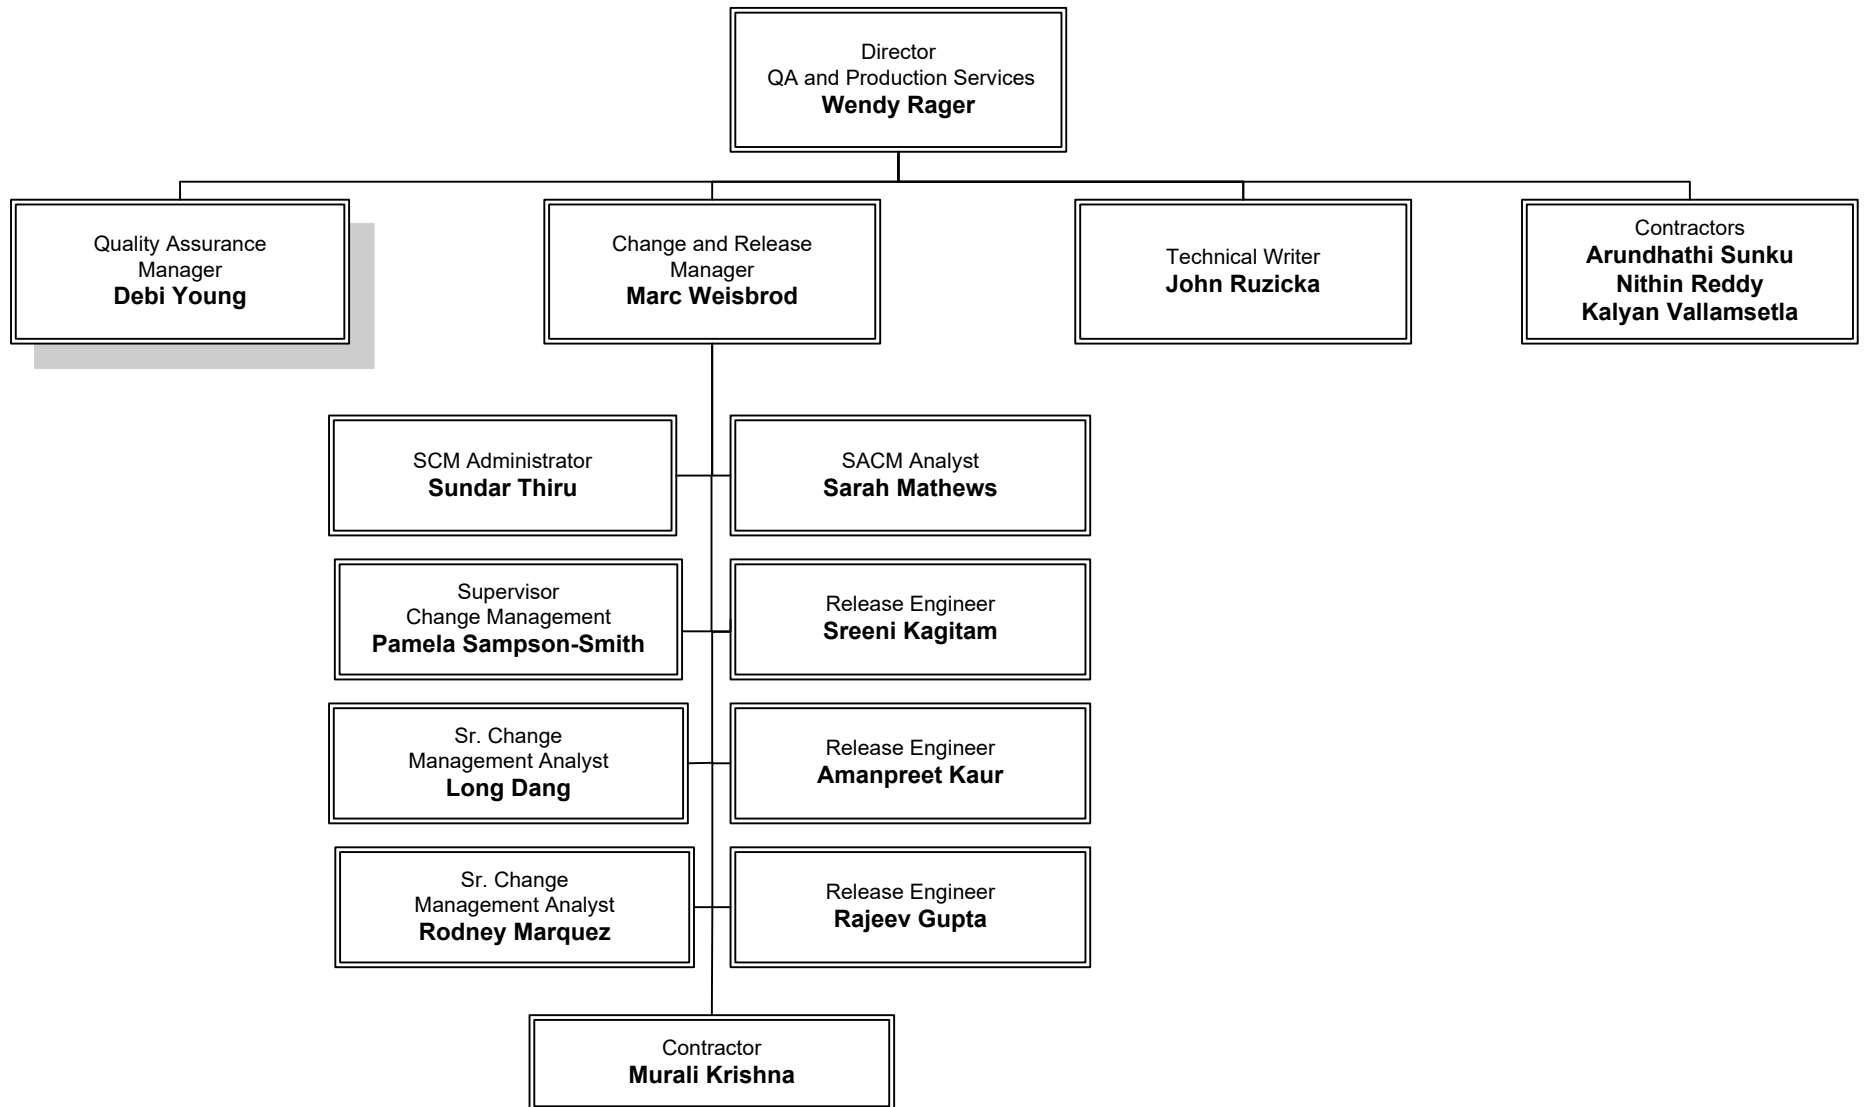 Director
QA and Production Services
Wendy Rager
Quality Assurance
Manager
Debi Young
Change and Release
Manager
Marc Weisbrod
Technical Writer
John Ruzicka
Contractors
Arundhathi Sunku
Nithin Reddy
Kalyan Vallamsetla
SCM Administrator
Sundar Thiru
SACM Analyst
Sarah Mathews
Supervisor
Change Management
Pamela Sampson-Smith
Release Engineer
Sreeni Kagitam
Sr. Change
Management Analyst
Long Dang
Release Engineer
Amanpreet Kaur
Sr. Change
Management Analyst
Rodney Marquez
Release Engineer
Rajeev Gupta
Contractor
Murali Krishna